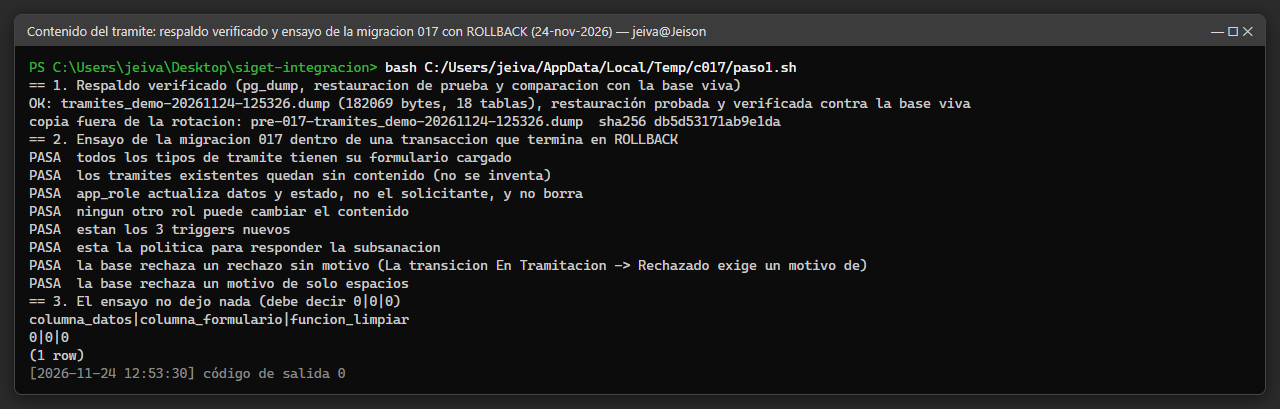 Contenido del tramite: respaldo verificado y ensayo de la migracion 017 con ROLLBACK (24-nov-2026) — jeiva@Jeison
PS C:\Users\jeiva\Desktop\siget-integracion> bash C:/Users/jeiva/AppData/Local/Temp/c017/paso1.sh
== 1. Respaldo verificado (pg_dump, restauracion de prueba y comparacion con la base viva)
OK: tramites_demo-20261124-125326.dump (182069 bytes, 18 tablas), restauración probada y verificada contra la base viva
copia fuera de la rotacion: pre-017-tramites_demo-20261124-125326.dump  sha256 db5d53171ab9e1da
== 2. Ensayo de la migracion 017 dentro de una transaccion que termina en ROLLBACK
PASA  todos los tipos de tramite tienen su formulario cargado
PASA  los tramites existentes quedan sin contenido (no se inventa)
PASA  app_role actualiza datos y estado, no el solicitante, y no borra
PASA  ningun otro rol puede cambiar el contenido
PASA  estan los 3 triggers nuevos
PASA  esta la politica para responder la subsanacion
PASA  la base rechaza un rechazo sin motivo (La transicion En Tramitacion -> Rechazado exige un motivo de)
PASA  la base rechaza un motivo de solo espacios
== 3. El ensayo no dejo nada (debe decir 0|0|0)
columna_datos|columna_formulario|funcion_limpiar
0|0|0
(1 row)
[2026-11-24 12:53:30] código de salida 0